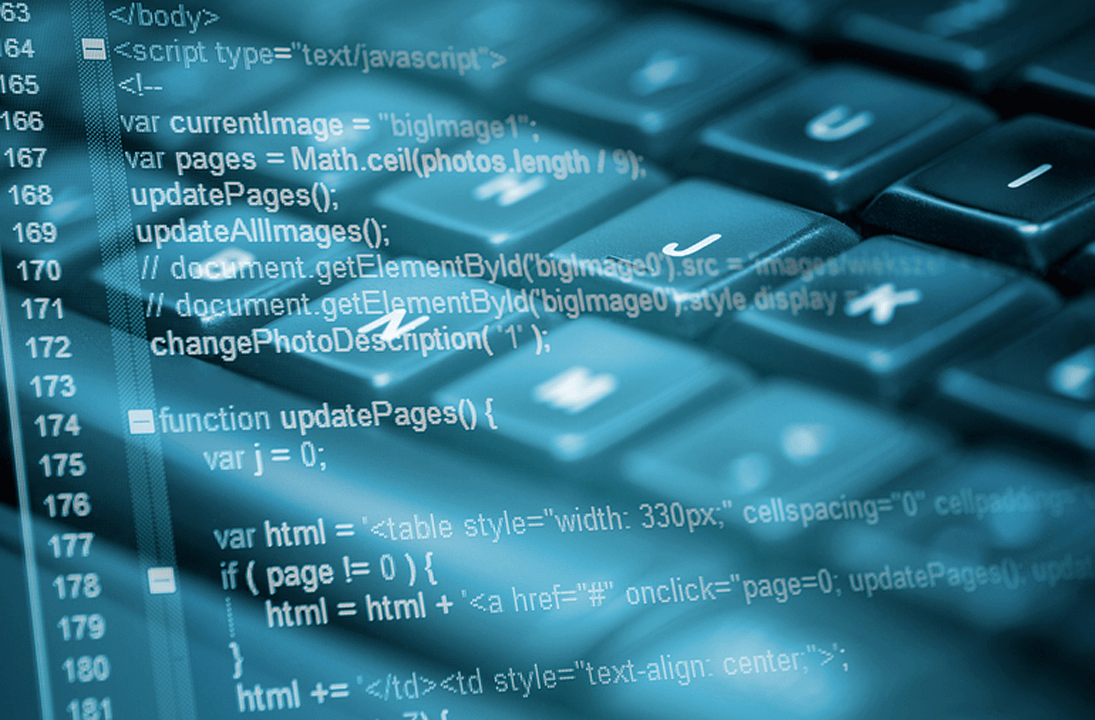 63 </body>
164 <script type="text/javascript">
165 <!--
166 var currentImage = "bigImage1";
167 var pages = Math.ceil(photos.length / 9);
168 updatePages();
169 updateAllImages();
170 // document.getElementById('bigImage0').src = 'images/
171 // document.getElementById('bigImage0').style.display =
172 changePhotoDescription( '1' );
173
174 function updatePages() {
175 var j = 0;
176
177 var html = '<table style="width: 330px;" cellspacing="0" cellpadding=
178 if ( page != 0 ) {
179 html = html + '<a href="#" onclick="page=0; updatePages();
180 }
181 html += '</td><td style="text-align: center;">';
U
I
H
J
K
N
M